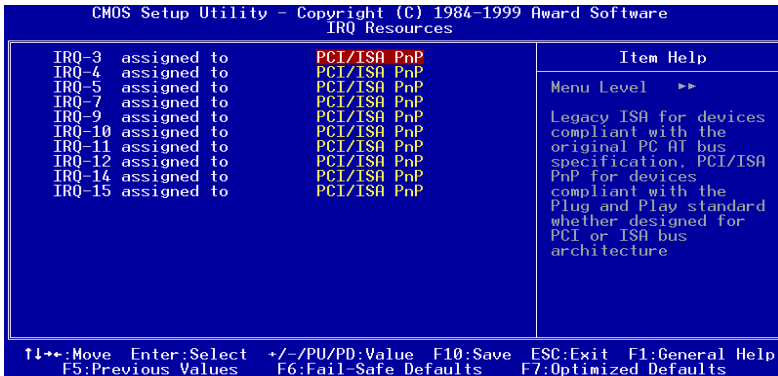 CMOS Setup Utility - Copyright (C) 1984-1999 Award Software
IRQ Resources
IRQ-3 assigned to PCI/ISA PnP
IRQ-4 assigned to PCI/ISA PnP
IRQ-5 assigned to PCI/ISA PnP
IRQ-7 assigned to PCI/ISA PnP
IRQ-9 assigned to PCI/ISA PnP
IRQ-10 assigned to PCI/ISA PnP
IRQ-11 assigned to PCI/ISA PnP
IRQ-12 assigned to PCI/ISA PnP
IRQ-14 assigned to PCI/ISA PnP
IRQ-15 assigned to PCI/ISA PnP
Item Help
Menu Level ►►
Legacy ISA for devices
compliant with the
original PC AT bus
specification, PCI/ISA
PnP for devices
compliant with the
Plug and Play standard
whether designed for
PCI or ISA bus
architecture
↑↓→←:Move Enter:Select +/-/PU/PD:Value F10:Save ESC:Exit F1:General Help
F5:Previous Values F6:Fail-Safe Defaults F7:Optimized Defaults